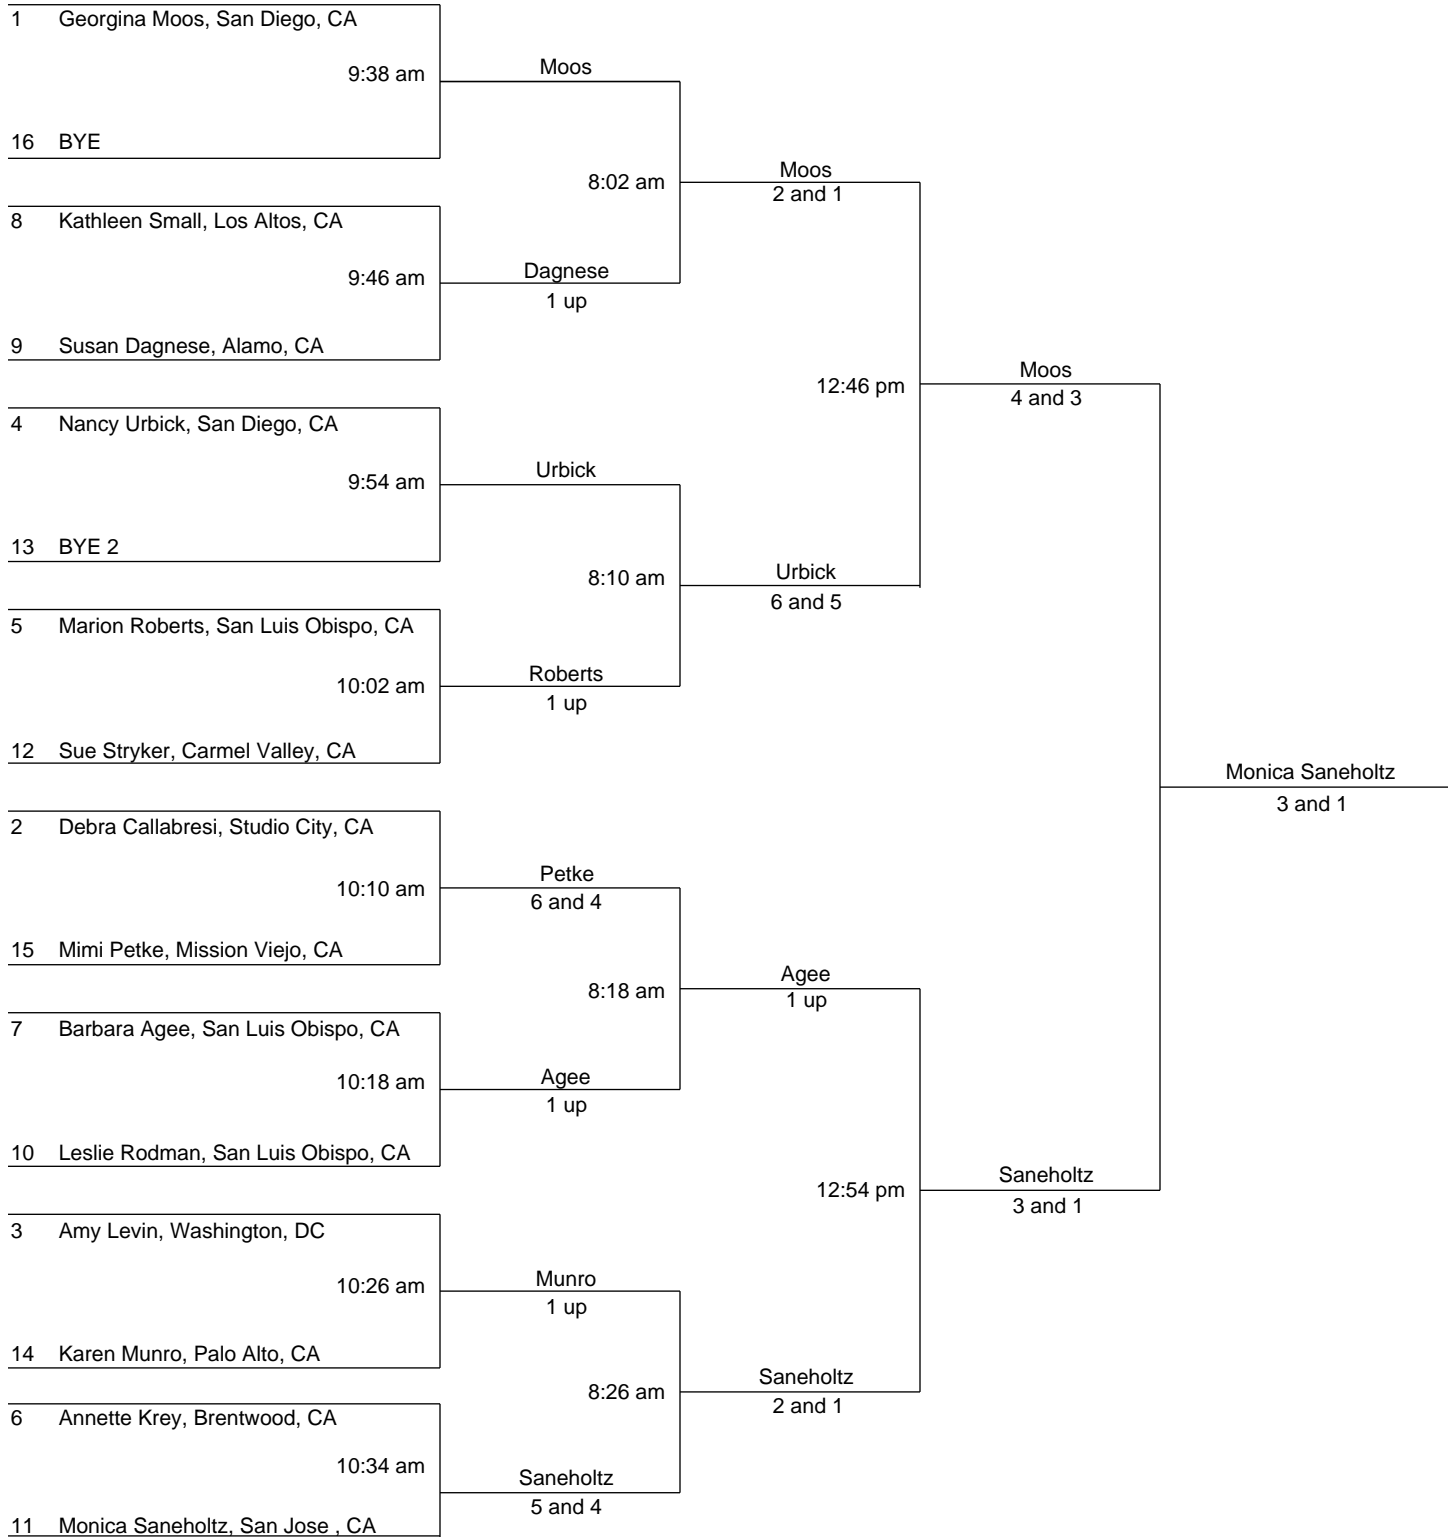 1 Georgina Moos, San Diego, CA
9:38 am
Moos
16 BYE
8:02 am
Moos
2 and 1
8 Kathleen Small, Los Altos, CA
9:46 am
Dagnese
1 up
9 Susan Dagnese, Alamo, CA
12:46 pm
Moos
4 and 3
4 Nancy Urbick, San Diego, CA
9:54 am
Urbick
13 BYE 2
8:10 am
Urbick
6 and 5
5 Marion Roberts, San Luis Obispo, CA
10:02 am
Roberts
1 up
12 Sue Stryker, Carmel Valley, CA
Monica Saneholtz
3 and 1
2 Debra Callabresi, Studio City, CA
10:10 am
Petke
6 and 4
15 Mimi Petke, Mission Viejo, CA
8:18 am
Agee
1 up
7 Barbara Agee, San Luis Obispo, CA
10:18 am
Agee
1 up
10 Leslie Rodman, San Luis Obispo, CA
12:54 pm
Saneholtz
3 and 1
3 Amy Levin, Washington, DC
10:26 am
Munro
1 up
14 Karen Munro, Palo Alto, CA
8:26 am
Saneholtz
2 and 1
6 Annette Krey, Brentwood, CA
10:34 am
Saneholtz
5 and 4
11 Monica Saneholtz, San Jose , CA